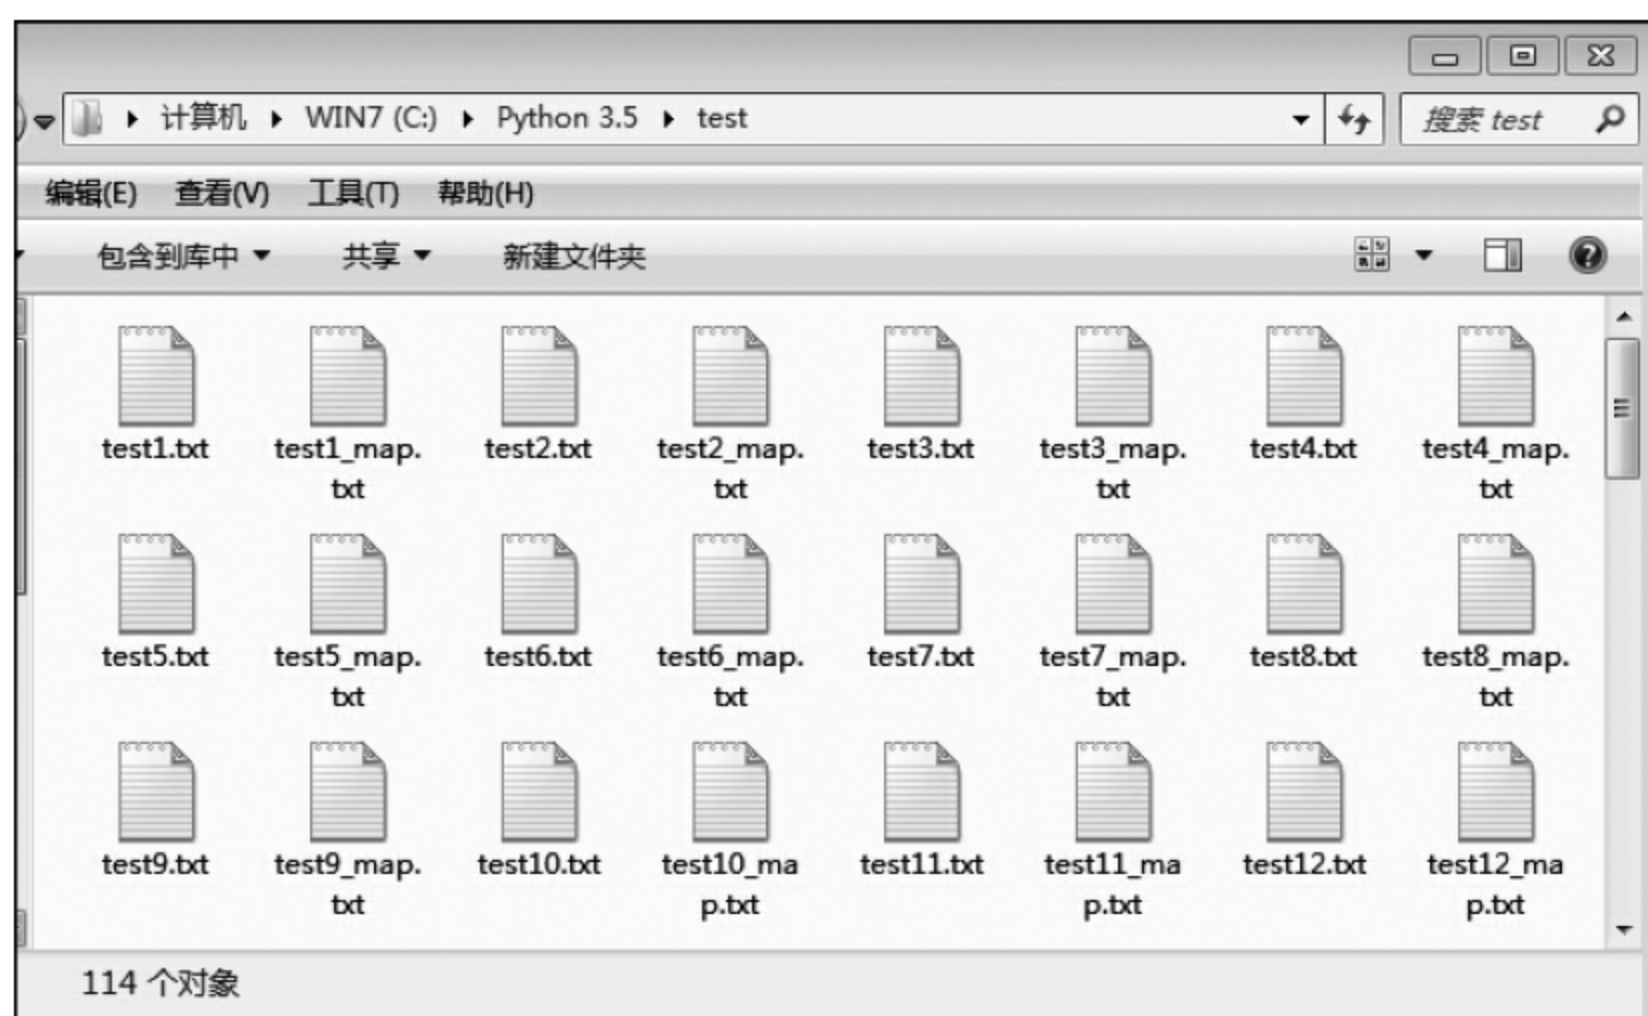 计算机 WIN7 (C:) Python 3.5 test 搜索 test
编辑(E) 查看(V) 工具(T) 帮助(H)
包含到库中 共享 新建文件夹
test1.txt test1_map. test2.txt test2_map. test3.txt test3_map. test4.txt test4_map.
txt txt txt txt
test5.txt test5_map. test6.txt test6_map. test7.txt test7_map. test8.txt test8_map.
txt txt txt txt
test9.txt test9_map. test10.txt test10_ma test11.txt test11_ma test12.txt test12_ma
txt p.txt p.txt p.txt
114 个对象